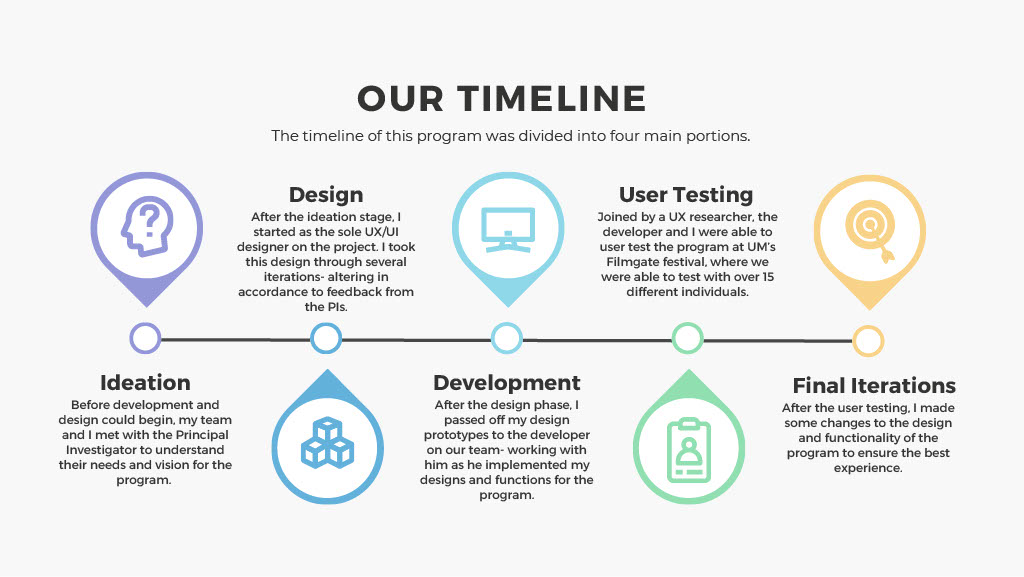 OUR TIMELINE
The timeline of this program was divided into four main portions.
Ideation
Before development and
design could begin, my team
and I met with the Principal
Investigator to understand
their needs and vision for the
program.
Design
After the ideation stage, I
started as the sole UX/UI
designer on the project. I took
this design through several
iterations- altering in
accordance to feedback from
the PIs.
Development
After the design phase, I
passed off my design
prototypes to the developer
on our team- working with
him as he implemented my
designs and functions for the
program.
User Testing
Joined by a UX researcher, the
developer and I were able to
user test the program at UM's
Filmgate festival, where we
were able to test with over 15
different individuals.
Final Iterations
After the user testing, I made
some changes to the design
and functionality of the
program to ensure the best
experience.